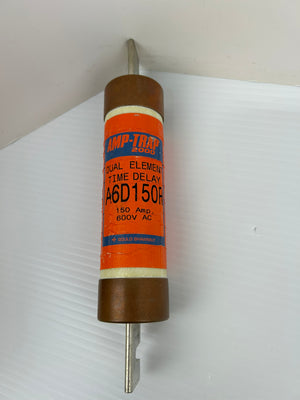 AMP-TRAP
2000
DUAL ELEMENT
TIME DELAY
A6D150R
150 Amp.
600V AC
GOULD SHAWMUT